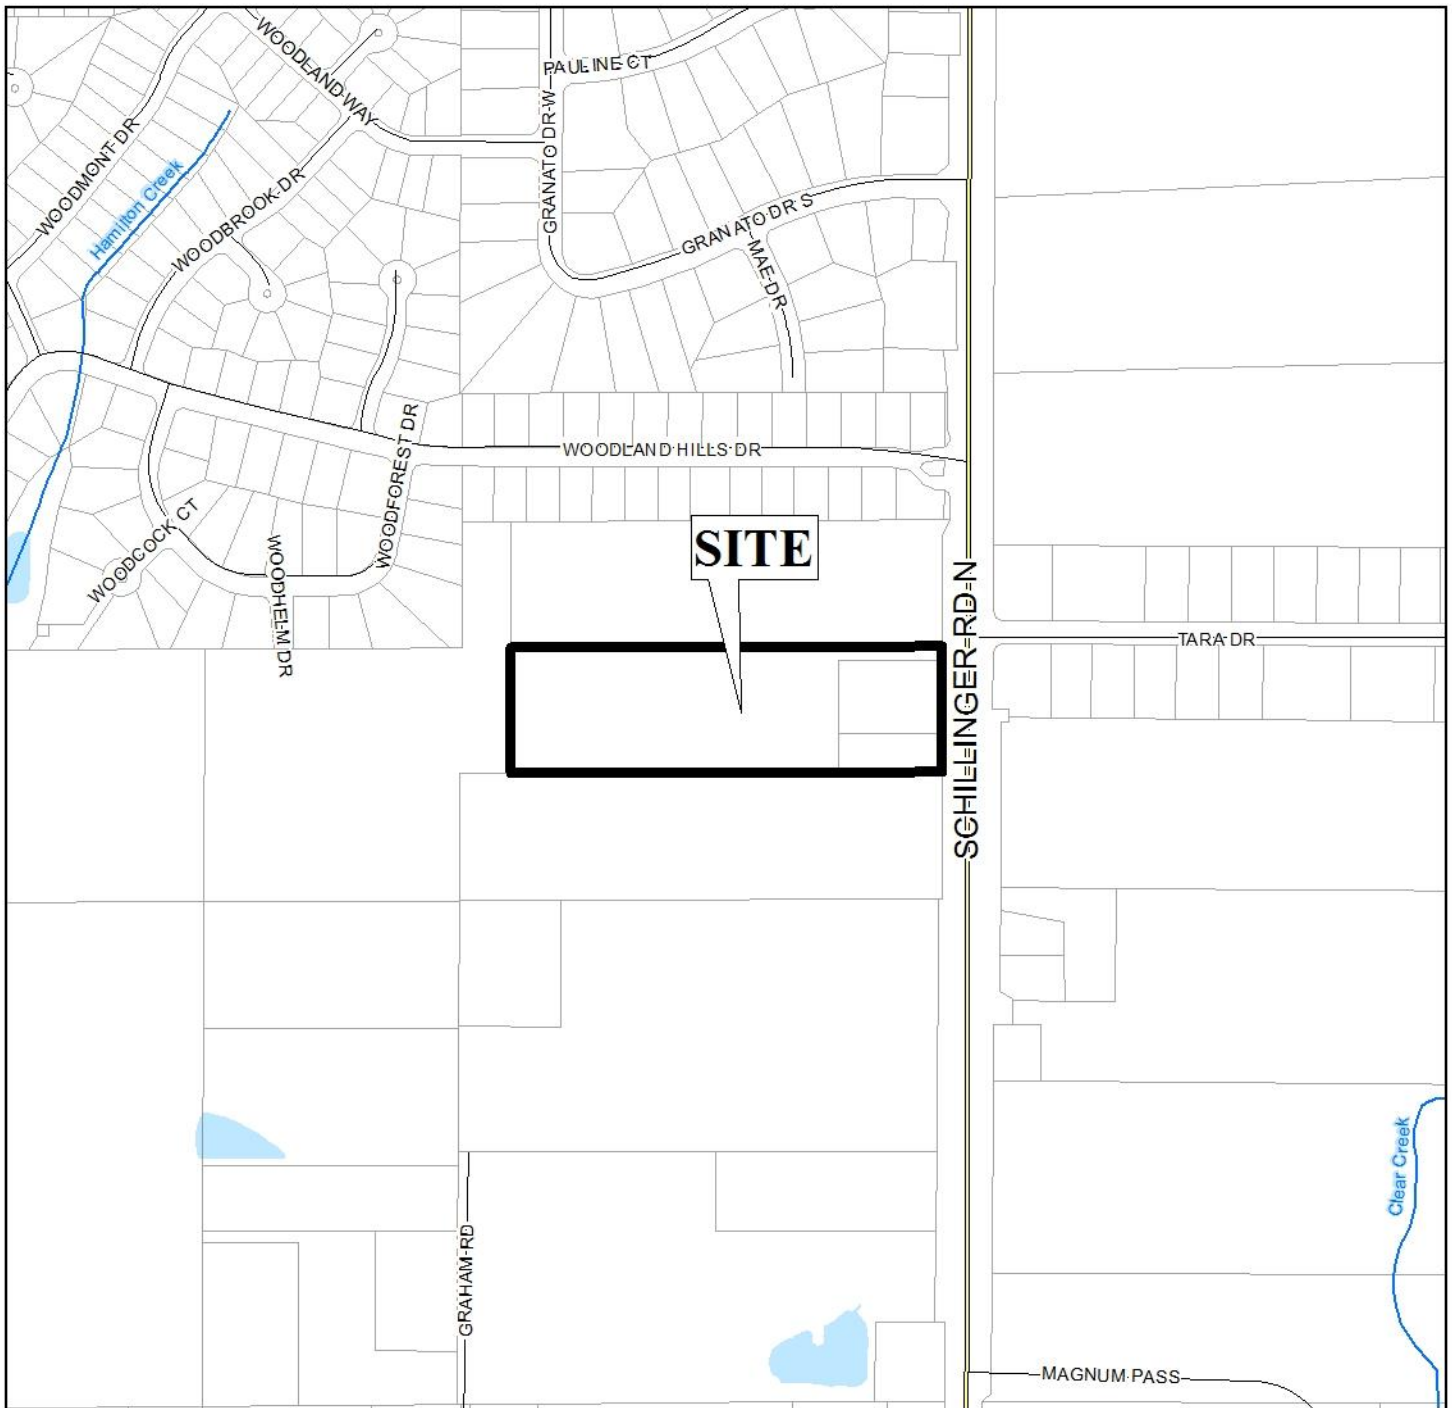 WOODLAND WAY
PAULINE CT
WOODMONT DR
Hamilton Creek
WOODBROOK DR
GRANATO DR W
GRANATO DR S
MAE DR
WOODLAND HILLS DR
WOODFOREST DR
WOODCOCK CT
WOODHELM DR
SITE
SCHILLINGER RD N
TARA DR
Clear Creek
GRAHAM RD
MAGNUM PASS